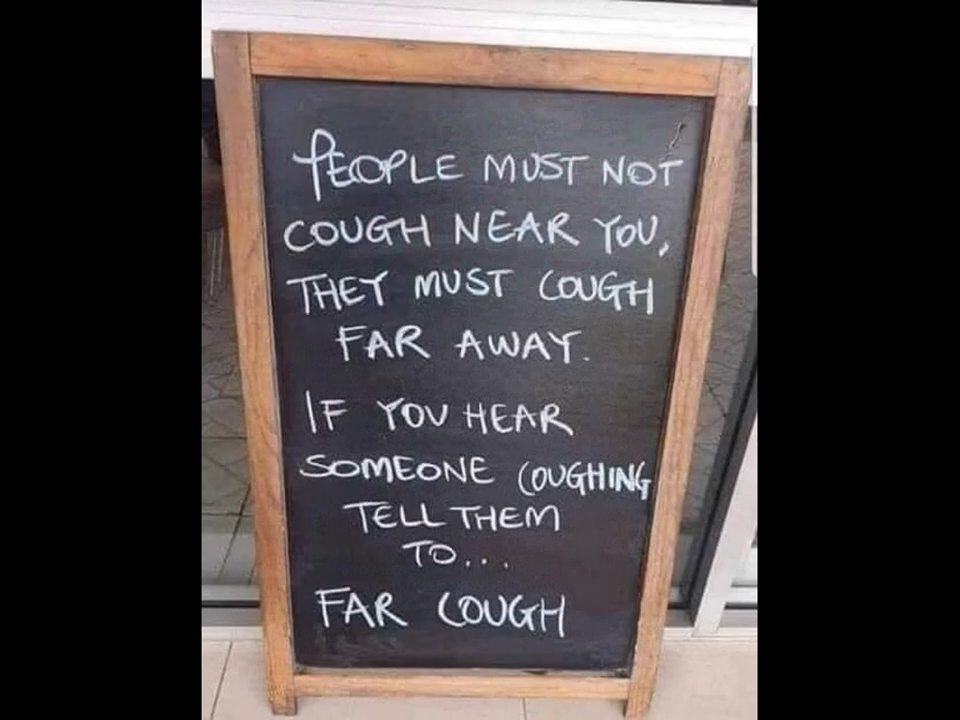 PEOPLE MUST NOT
COUGH NEAR YOU,
THEY MUST COUGH
FAR AWAY.
IF YOU HEAR
SOMEONE COUGHING
TELL THEM
TO...
FAR COUGH